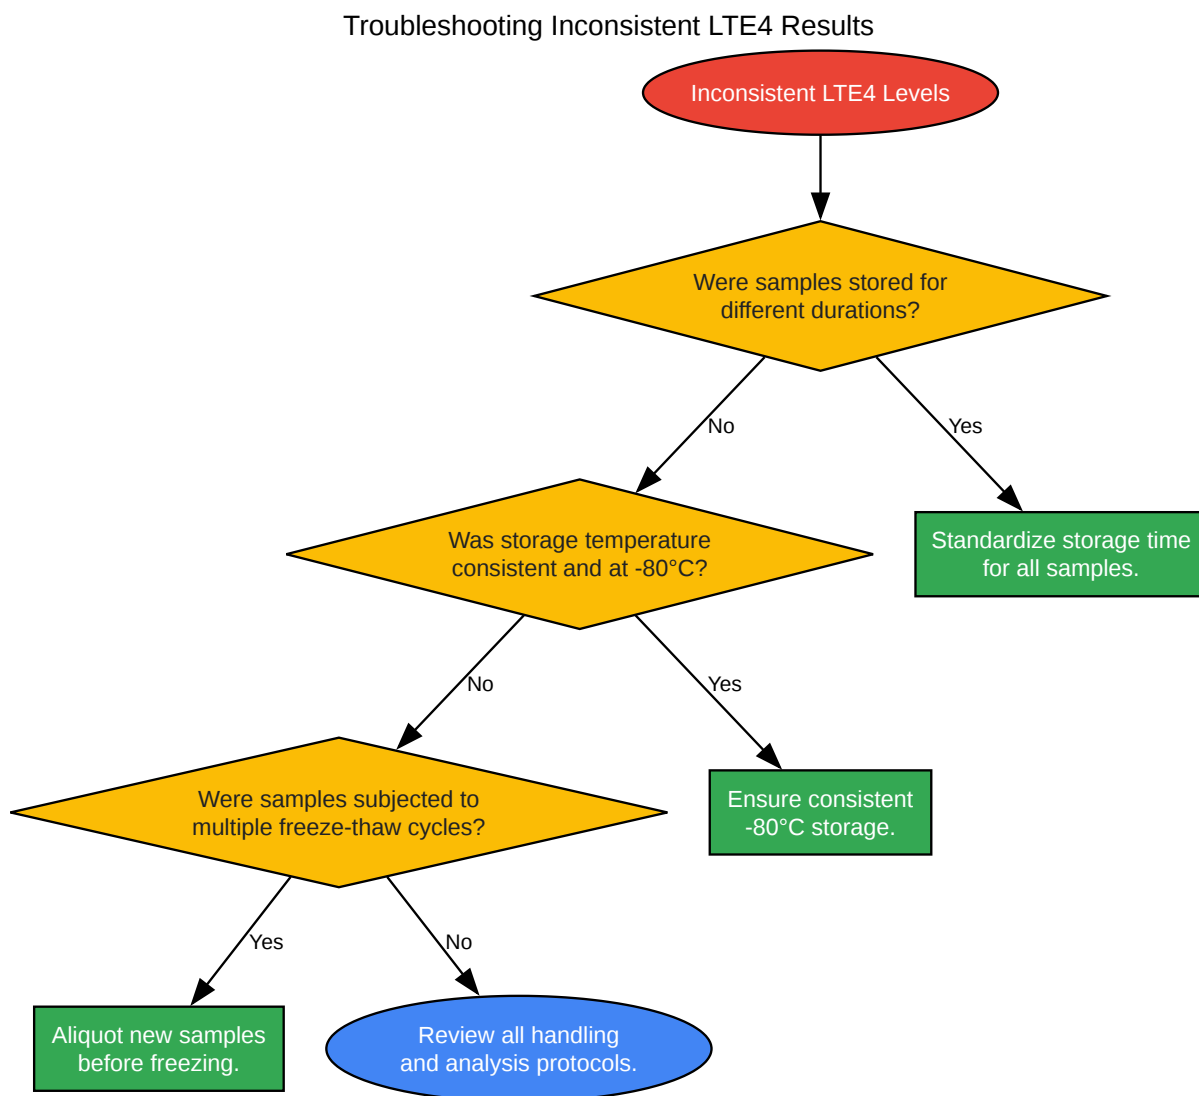 Troubleshooting Inconsistent LTE4 Results
Inconsistent LTE4 Levels
Were samples stored for
different durations?
No
Yes
Was storage temperature
consistent and at -80°C?
Standardize storage time
for all samples.
No
Yes
Were samples subjected to
multiple freeze-thaw cycles?
Ensure consistent
-80°C storage.
Yes
No
Aliquot new samples
before freezing.
Review all handling
and analysis protocols.